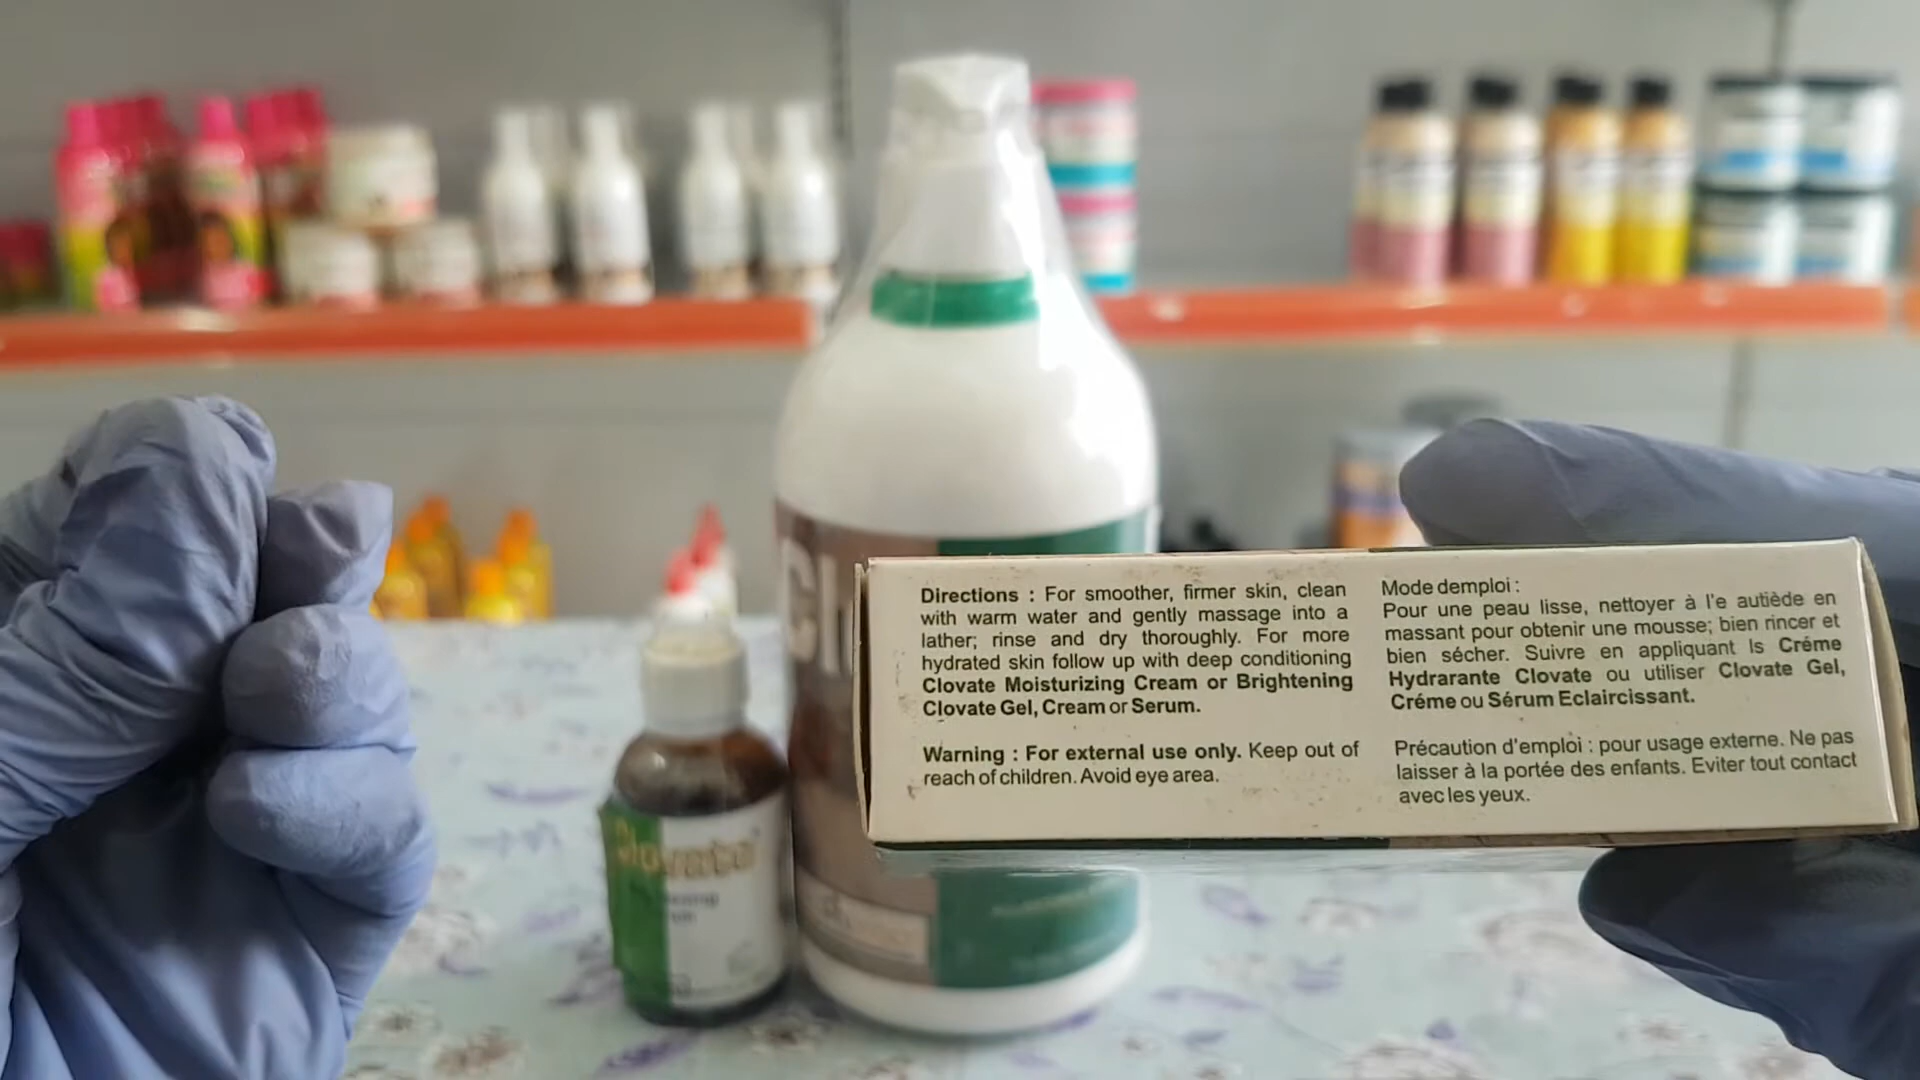 Directions : For smoother, firmer skin, clean
with warm water and gently massage into a
lather; rinse and dry thoroughly. For more
hydrated skin follow up with deep conditioning
Clovate Moisturizing Cream or Brightening
Clovate Gel, Cream or Serum.
Warning : For external use only. Keep out of
reach of children. Avoid eye area.
Mode demploi :
Pour une peau lisse, nettoyer à l'e autiède en
massant pour obtenir une mousse; bien rincer et
bien sécher. Suivre en appliquant ls Créme
Hydrarante Clovate ou utiliser Clovate Gel,
Créme ou Sérum Eclaircissant.
Précaution d'emploi : pour usage externe. Ne pas
laisser à la portée des enfants. Eviter tout contact
avec les yeux.
Clovate